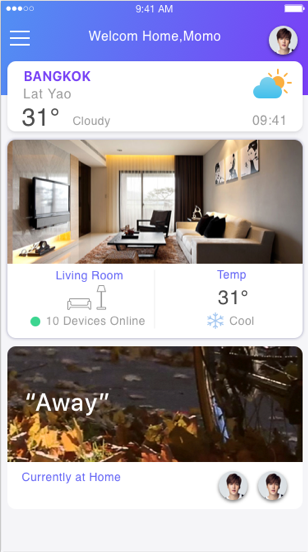 9:41 AM
Welcom Home,Momo
BANGKOK
Lat Yao
31° Cloudy 09:41
Living Room Temp
31°
10 Devices Online Cool
“Away”
Currently at Home